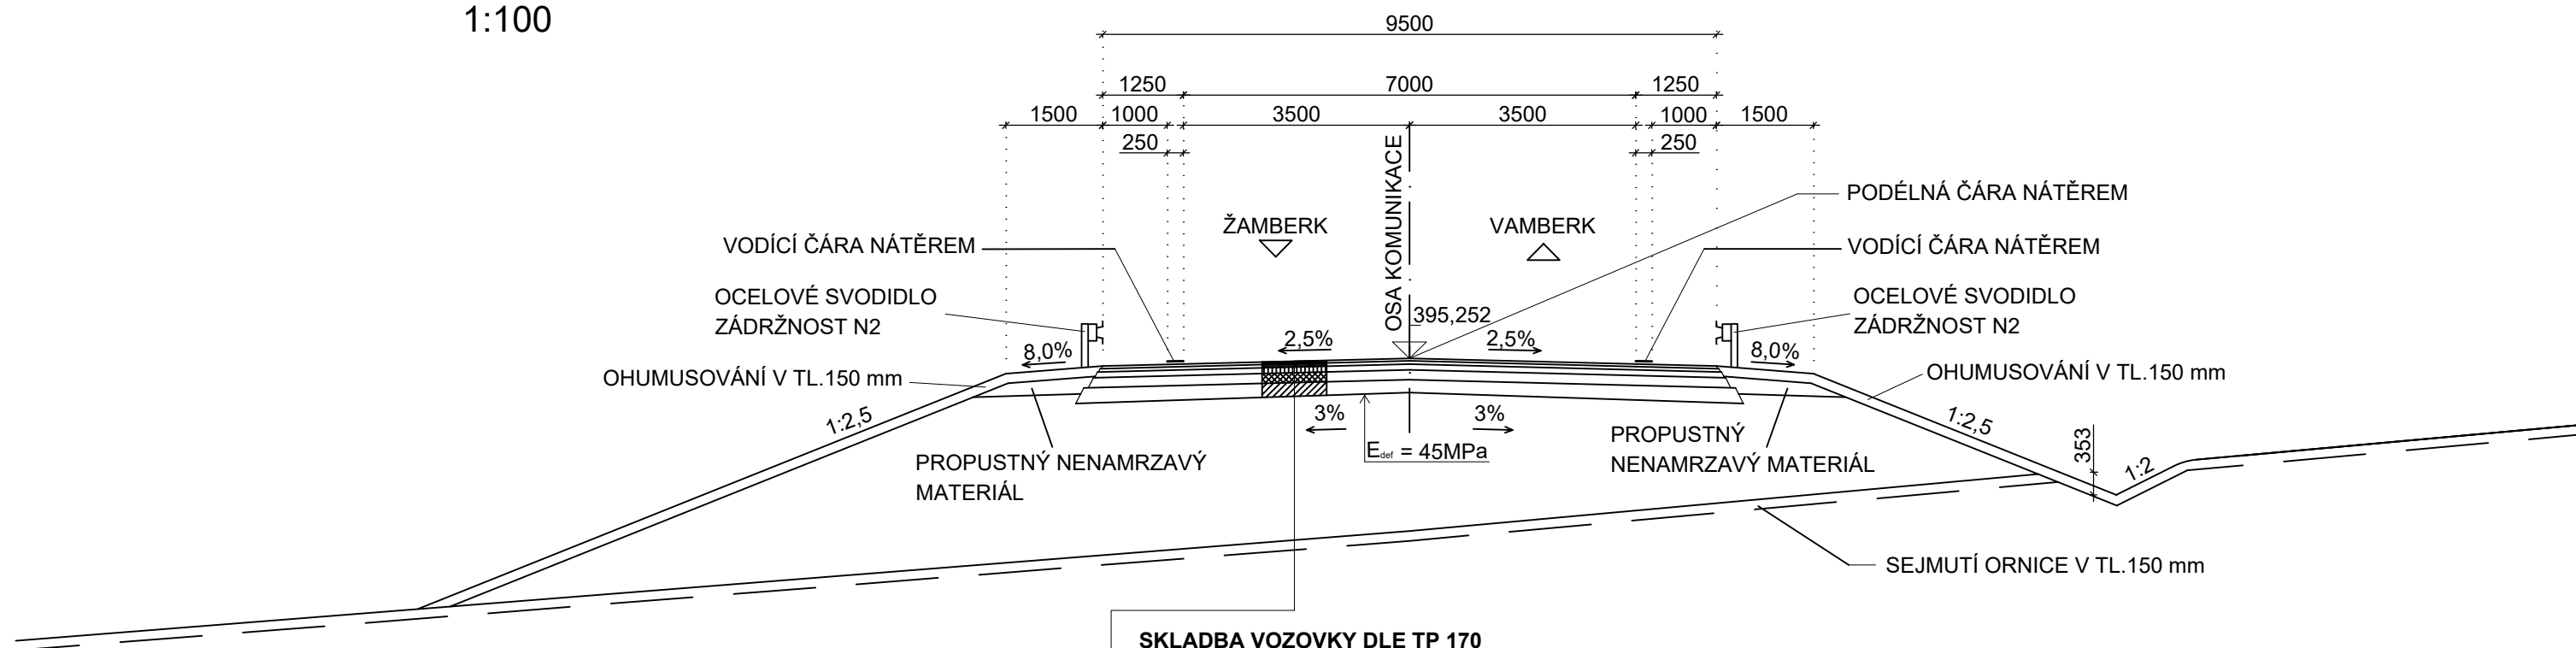 1:100
9500
1250 7000 1250
1500 1000 3500 3500 1000 1500
250 250
OSA KOMUNIKACE
PODÉLNÁ ČÁRA NÁTĚREM
ŽAMBERK VAMBERK
VODÍCÍ ČÁRA NÁTĚREM VODÍCÍ ČÁRA NÁTĚREM
OCELOVÉ SVODIDLO
ZÁDRŽNOST N2
OCELOVÉ SVODIDLO
ZÁDRŽNOST N2
395,252
2,5% 2,5%
8,0% 8,0%
OHUMUSOVÁNÍ V TL.150 mm OHUMUSOVÁNÍ V TL.150 mm
1:2,5 3% 3% 1:2,5
Edef = 45MPa
PROPUSTNÝ NENAMRZAVÝ
MATERIÁL
PROPUSTNÝ
NENAMRZAVÝ MATERIÁL
353
1:2
SEJMUTÍ ORNICE V TL.150 mm
SKLADBA VOZOVKY DLE TP 170